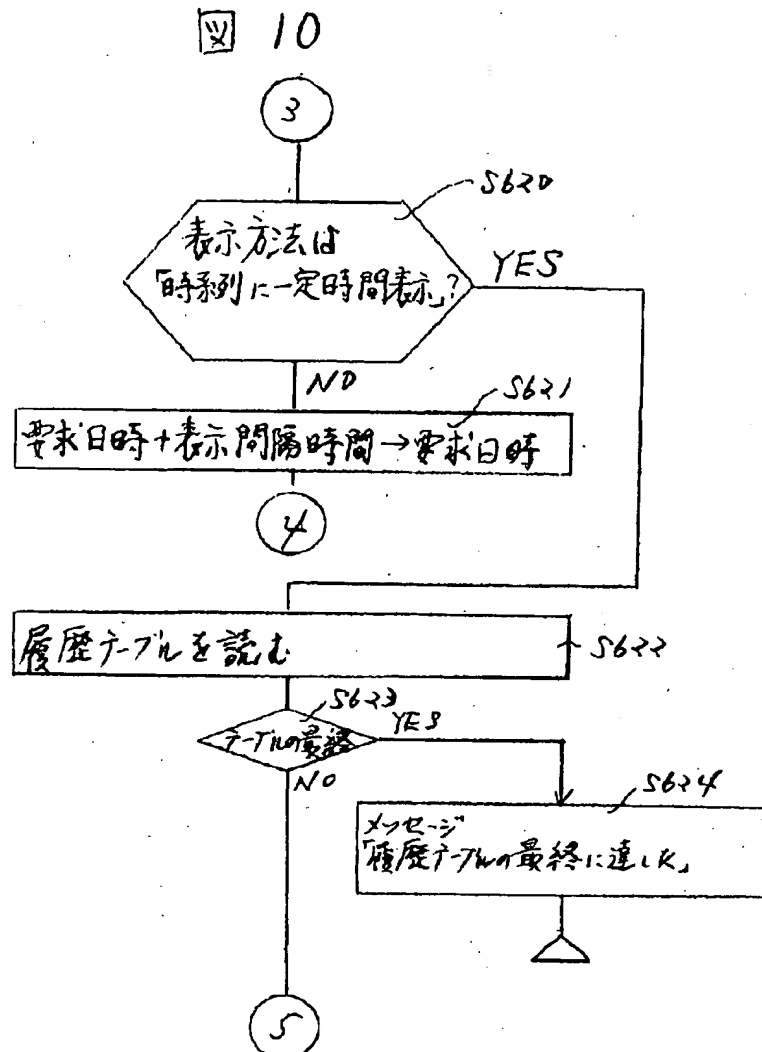 図 10
3
S620
表示方法は
「時系列に一定時間表示」?
YES
NO
S621
要求日時+表示間隔時間→要求日時
4
履歴テーブルを読む
S622
S623
テーブルの最終
YES
NO
S624
メッセージ
「履歴テーブルの最終に達した」
5